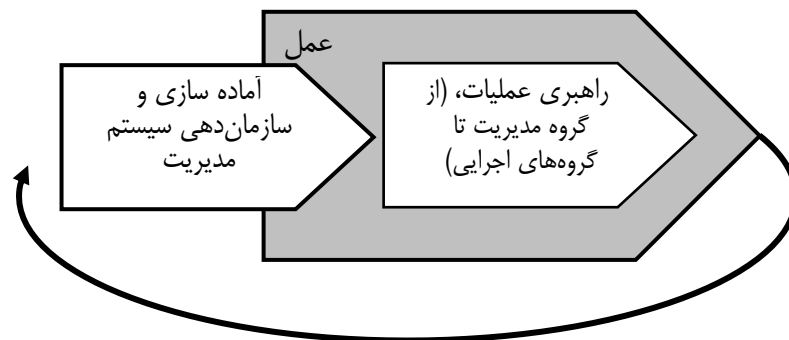 عمل
راهبری عملیات، (از
گروه مدیریت تا
گروه‌های اجرایی)
آماده سازی و
سازمان‌دهی سیستم
مدیریت